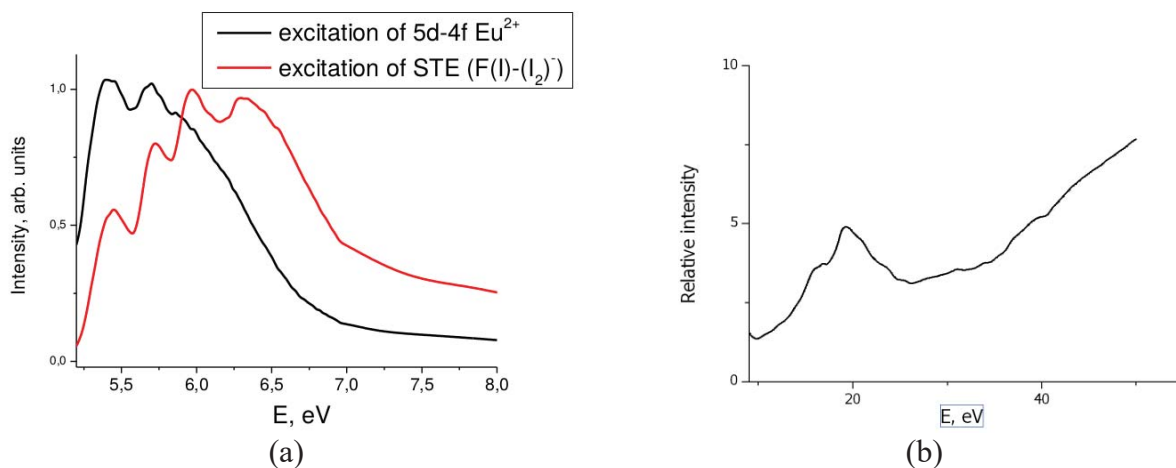 excitation of 5d-4f Eu²⁺
excitation of STE (F(I)-(I₂)⁻)
Intensity, arb. units
1,0
0,5
0,0
5,5 6,0 6,5 7,0 7,5 8,0
E, eV
(a)
Relative intensity
10
5
0
20 40
E, eV
(b)